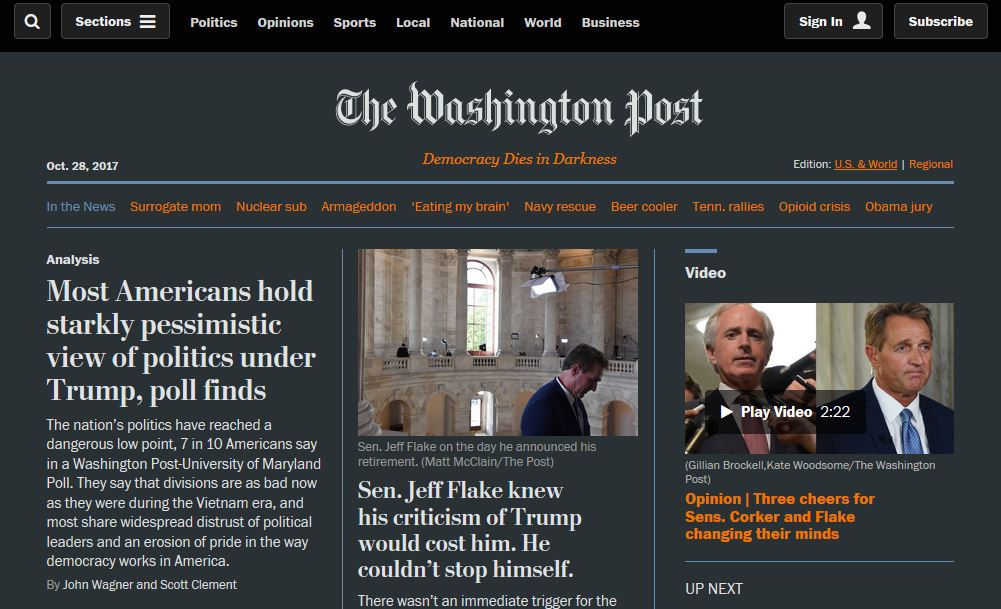 Sections
Politics Opinions Sports Local National World Business
Sign In
Subscribe
The Washington Post
Democracy Dies in Darkness
Oct. 28, 2017
Edition: U.S. & World | Regional
In the News Surrogate mom Nuclear sub Armageddon 'Eating my brain' Navy rescue Beer cooler Tenn. rallies Opioid crisis Obama jury
Analysis
Most Americans hold
starkly pessimistic
view of politics under
Trump, poll finds
The nation's politics have reached a
dangerous low point, 7 in 10 Americans say
in a Washington Post-University of Maryland
Poll. They say that divisions are as bad now
as they were during the Vietnam era, and
most share widespread distrust of political
leaders and an erosion of pride in the way
democracy works in America.
By John Wagner and Scott Clement
Sen. Jeff Flake on the day he announced his
retirement. (Matt McClain/The Post)
Sen. Jeff Flake knew
his criticism of Trump
would cost him. He
couldn't stop himself.
There wasn't an immediate trigger for the
Video
Play Video 2:22
(Gillian Brockell,Kate Woodsome/The Washington
Post)
Opinion | Three cheers for
Sens. Corker and Flake
changing their minds
UP NEXT